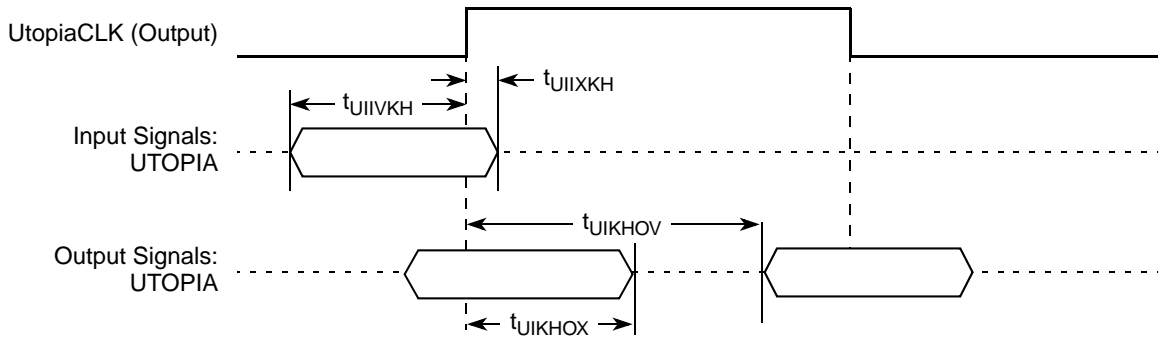 UtopiaCLK (Output)
tUIIXKH
tUIIVKH
Input Signals:
UTOPIA
tUIKHOV
Output Signals:
UTOPIA
tUIKHOX